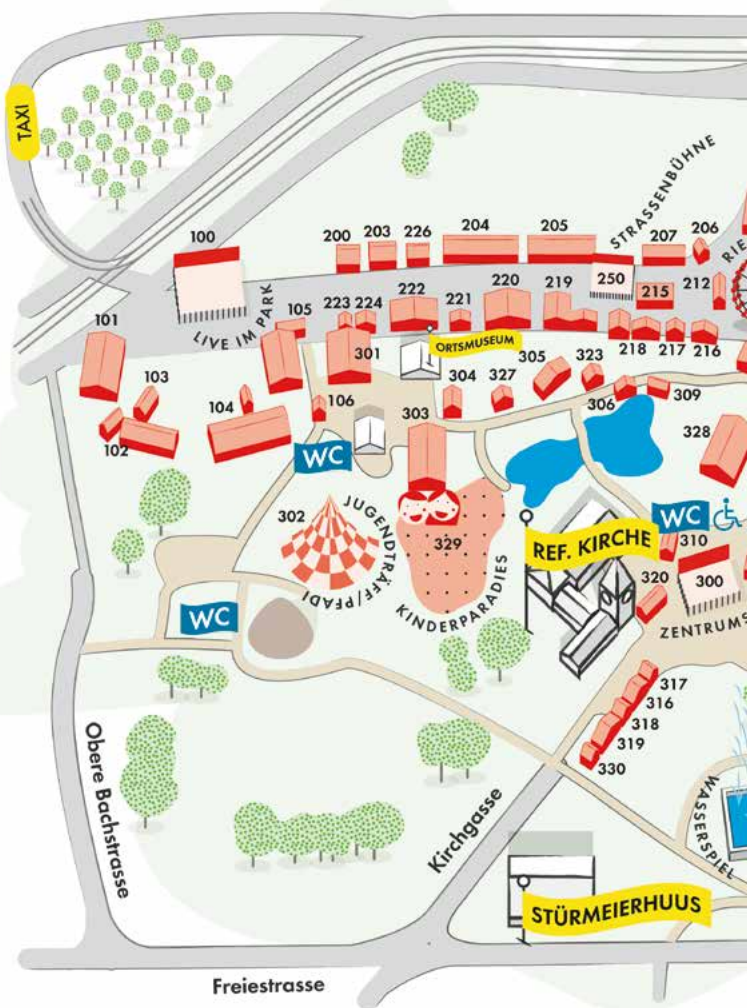 TAXI
STRASSENBÜHNE
100
200
203
226
204
205
207
206
RIE
250
215
212
LIVE IM PARK
105
223
224
222
221
220
219
101
301
ORTSMUSEUM
218
217
216
305
323
103
104
106
304
327
306
309
102
303
328
WC
302
JUGENDTRÄFF/PFADI
329
KINDERPARADIES
REF. KIRCHE
WC
310
300
320
WC
ZENTRUMS
317
316
318
319
330
Obere Bachstrasse
Kirchgasse
WASSERSPIEL
STÜRMEIERHUUS
Freiestrasse